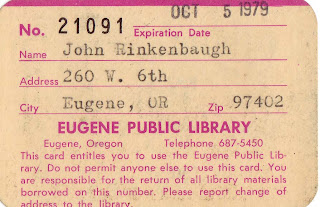 OCT 5 1979
No. 21091 Expiration Date
Name John Rinkenbaugh
Address 260 W. 6th
City Eugene, OR Zip 97402
EUGENE PUBLIC LIBRARY
Eugene, Oregon Telephone 687-5450
This card entitles you to use the Eugene Public Lib-
rary. Do not permit anyone else to use this card. You
are responsible for the return of all library materials
borrowed on this number. Please report change of
address to the library.